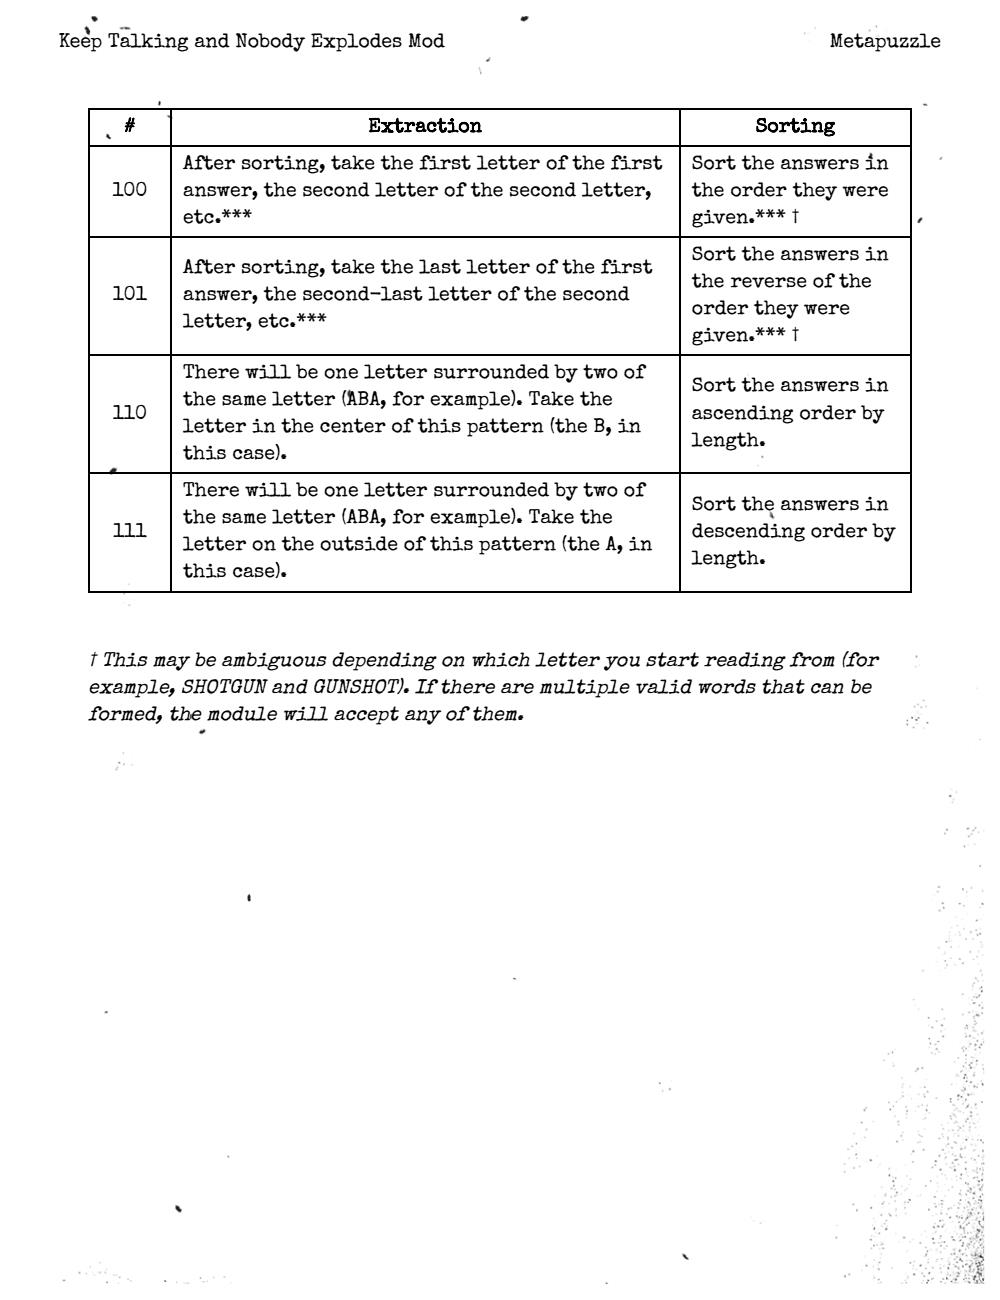 Keep Talking and Nobody Explodes Mod
Metapuzzle
#
Extraction
Sorting
100
After sorting, take the first letter of the first
answer, the second letter of the second letter,
etc.***
Sort the answers in
the order they were
given.*** †
101
After sorting, take the last letter of the first
answer, the second-last letter of the second
letter, etc.***
Sort the answers in
the reverse of the
order they were
given.*** †
110
There will be one letter surrounded by two of
the same letter (ABA, for example). Take the
letter in the center of this pattern (the B, in
this case).
Sort the answers in
ascending order by
length.
111
There will be one letter surrounded by two of
the same letter (ABA, for example). Take the
letter on the outside of this pattern (the A, in
this case).
Sort the answers in
descending order by
length.
† This may be ambiguous depending on which letter you start reading from (for
example, SHOTGUN and GUNSHOT). If there are multiple valid words that can be
formed, the module will accept any of them.